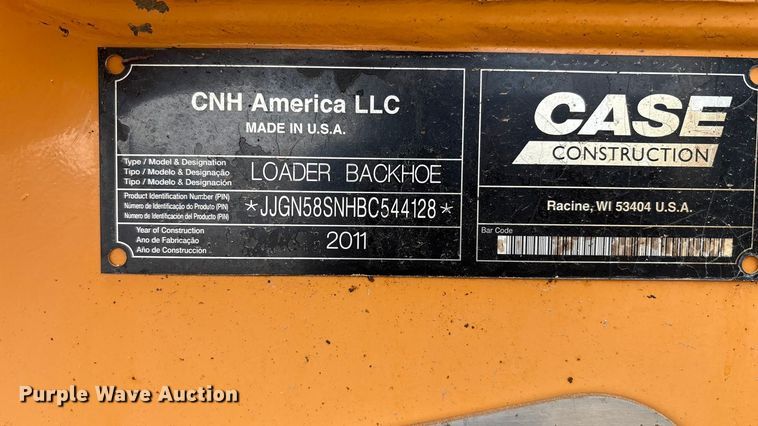 CNH America LLC
MADE IN U.S.A.
Type / Model & Designation
Tipo / Modelo & Designação
Tipo / Modelo & Designación
LOADER BACKHOE
Product Identification Number (PIN)
Número de Identificação do Produto (PIN)
Número de Identificación del Producto (PIN)
*JJGN58SNHBC544128*
Year of Construction
Ano de Fabricação
Año de Construcción
2011
CASE
CONSTRUCTION
Racine, WI 53404 U.S.A.
Bar Code
Purple Wave Auction